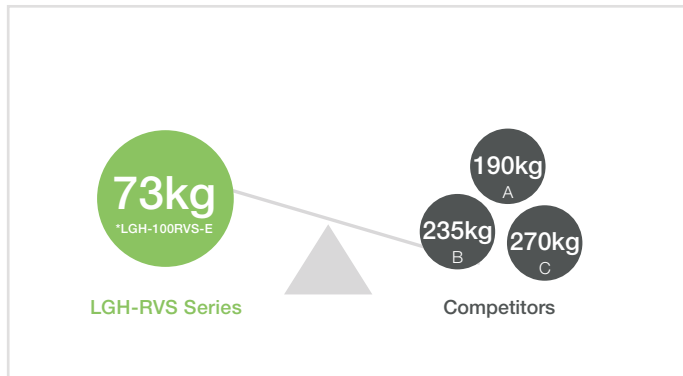 73kg
*LGH-100RVS-E
LGH-RVS Series
190kg
A
235kg
B
270kg
C
Competitors